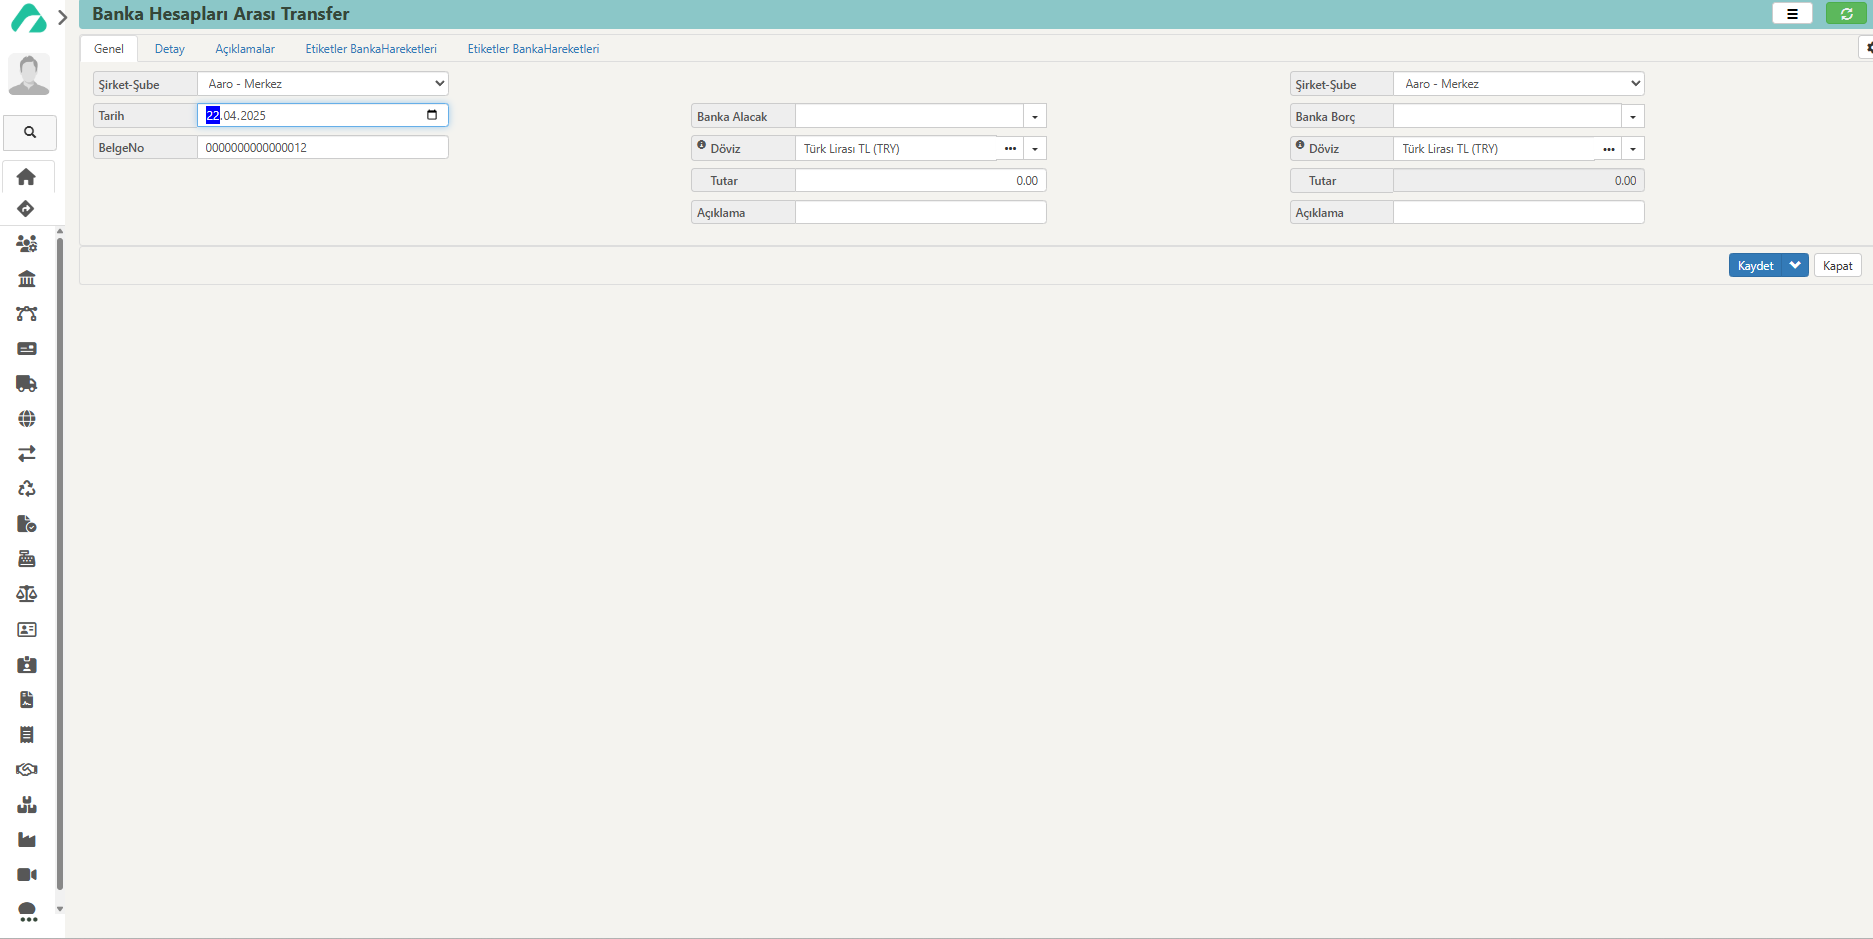 Banka Hesapları Arası Transfer
Genel Detay Açıklamalar Etiketler BankaHareketleri Etiketler BankaHareketleri
Şirket-Şube Aaro - Merkez
Tarih 22.04.2025
BelgeNo 0000000000000012
Banka Alacak
Döviz Türk Lirası TL (TRY)
Tutar 0.00
Açıklama
Şirket-Şube Aaro - Merkez
Banka Borç
Döviz Türk Lirası TL (TRY)
Tutar 0.00
Açıklama
Kaydet Kapat